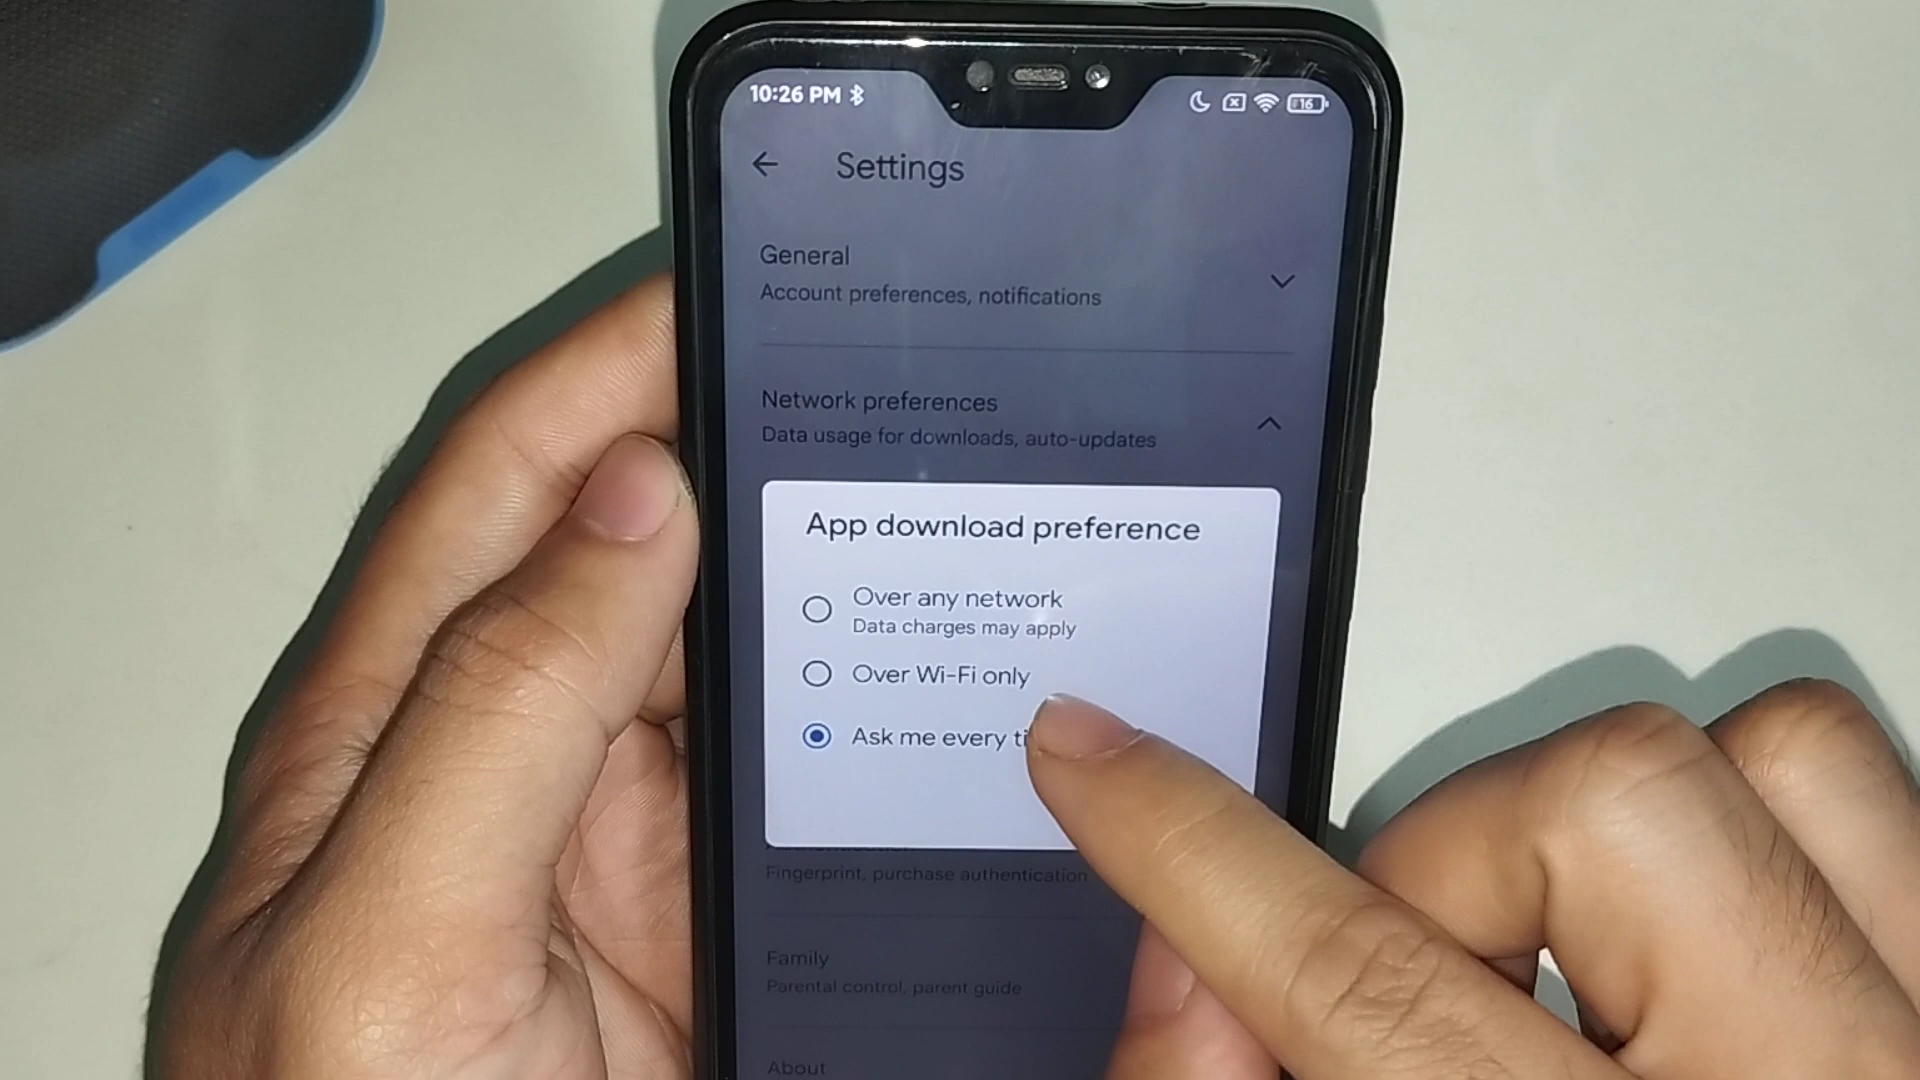 10:26 PM
16
Settings
General
Account preferences, notifications
Network preferences
Data usage for downloads, auto-updates
App download preference
Over any network
Data charges may apply
Over Wi-Fi only
Ask me every ti
Fingerprint, purchase authentication
Family
Parental control, parent guide
About